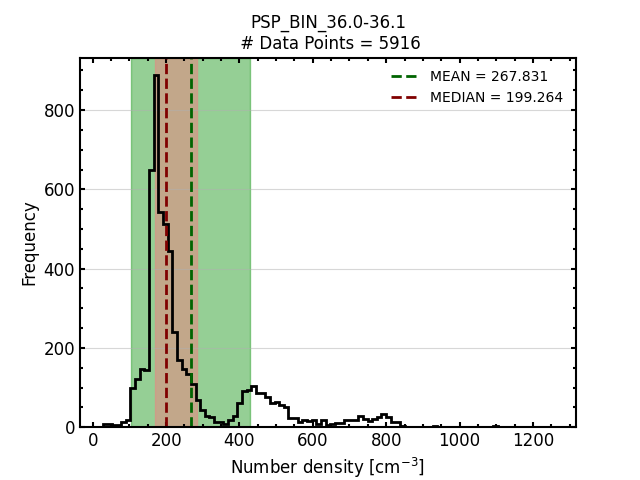 PSP_BIN_36.0-36.1
# Data Points = 5916
MEAN = 267.831
MEDIAN = 199.264
Frequency
800
600
400
200
0
0 200 400 600 800 1000 1200
Number density [cm⁻³]